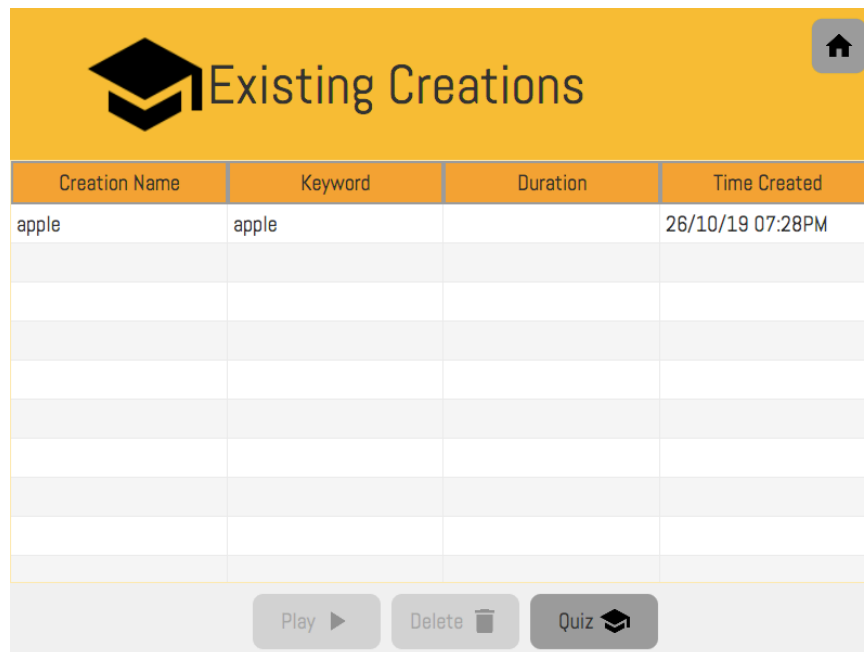 Existing Creations
Creation Name Keyword Duration Time Created
apple apple 26/10/19 07:28PM
Play Delete Quiz